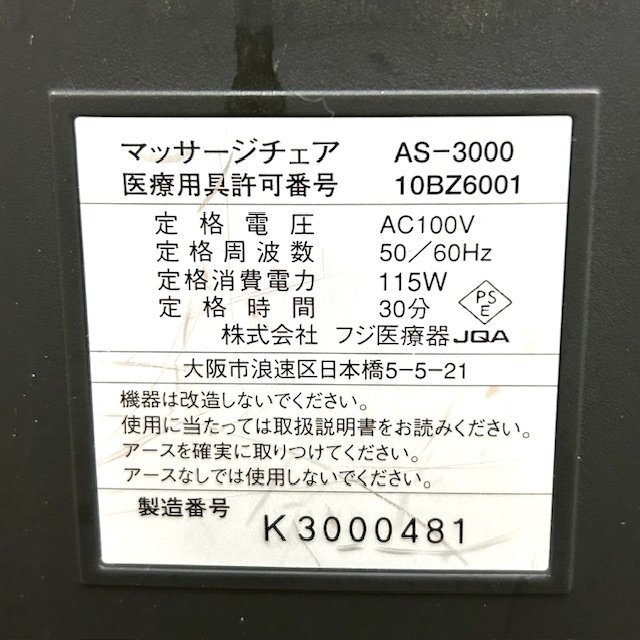 マッサージチェア AS-3000
医療用具許可番号 10BZ6001
定格電圧 AC100V
定格周波数 50/60Hz
定格消費電力 115W
定格時間 30分
PS
E
株式会社 フジ医療器 JQA
大阪市浪速区日本橋5-5-21
機器は改造しないでください。
使用に当たっては取扱説明書をお読みください。
アースを確実に取りつけてください。
アースなしでは使用しないでください。
製造番号 K3000481